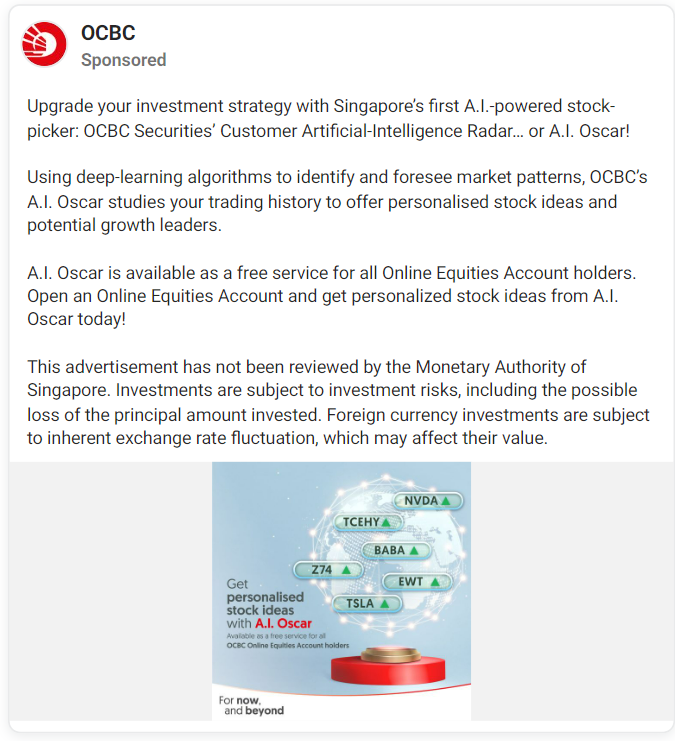 OCBC
Sponsored
Upgrade your investment strategy with Singapore's first A.I.-powered stock-
picker: OCBC Securities' Customer Artificial-Intelligence Radar... or A.I. Oscar!
Using deep-learning algorithms to identify and foresee market patterns, OCBC's
A.I. Oscar studies your trading history to offer personalised stock ideas and
potential growth leaders.
A.I. Oscar is available as a free service for all Online Equities Account holders.
Open an Online Equities Account and get personalized stock ideas from A.I.
Oscar today!
This advertisement has not been reviewed by the Monetary Authority of
Singapore. Investments are subject to investment risks, including the possible
loss of the principal amount invested. Foreign currency investments are subject
to inherent exchange rate fluctuation, which may affect their value.
NVDA
TCEHY
BABA
Z74
EWT
TSLA
Get
personalised
stock ideas
with A.I. Oscar
Available as a free service for all
OCBC Online Equities Account holders
For now,
and beyond